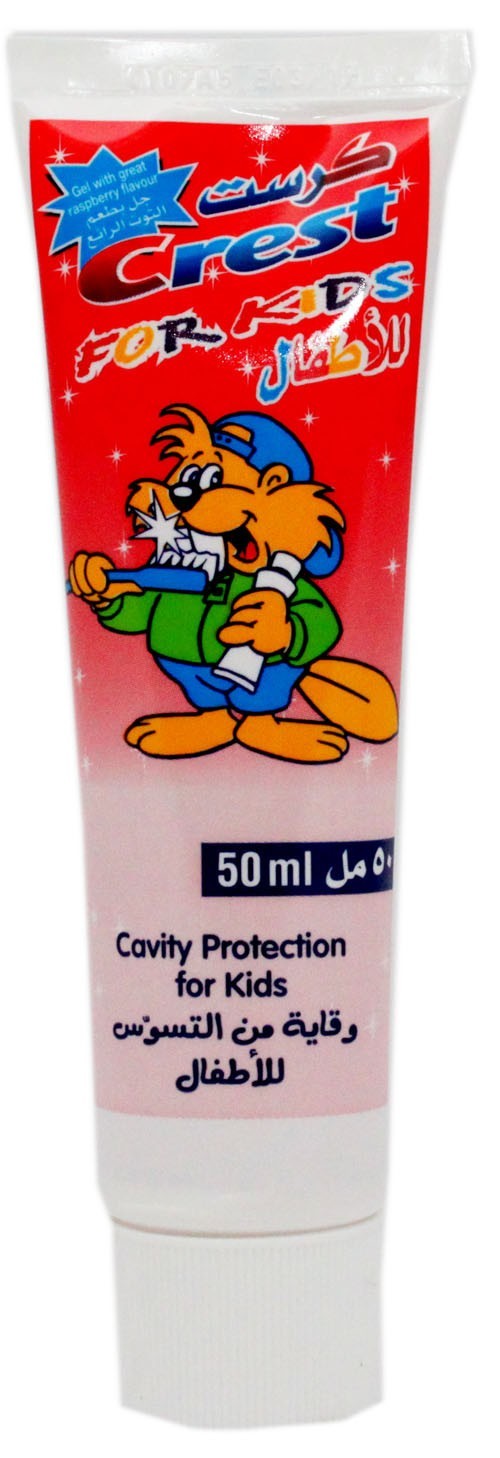 Gel with great
raspberry flavour
جل بطعم
التوت الرائع
كرست
Crest
FOR KIDS
للأطفال
50 ml ٥٠ مل
Cavity Protection
for Kids
وقاية من التسوّس
للأطفال